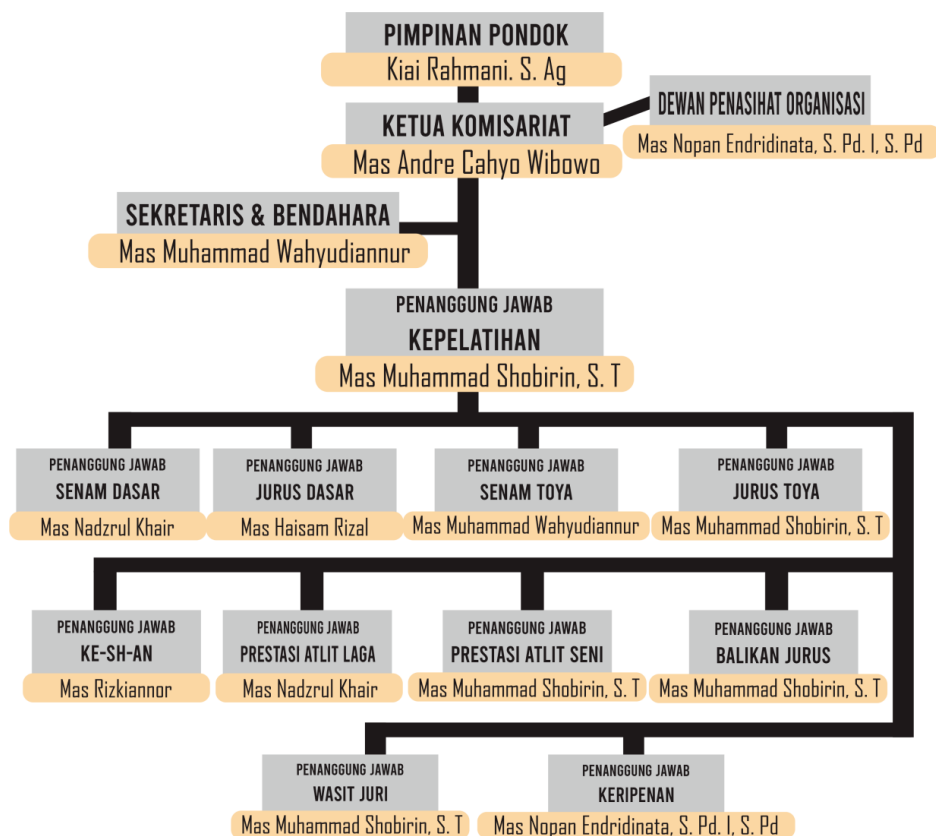 PIMPINAN PONDOK
Kiai Rahmani. S. Ag
KETUA KOMISARIAT
Mas Andre Cahyo Wibowo
DEWAN PENASIHAT ORGANISASI
Mas Nopan Endridinata, S. Pd. I, S. Pd
SEKRETARIS & BENDAHARA
Mas Muhammad Wahyudiannur
PENANGGUNG JAWAB
KEPELATIHAN
Mas Muhammad Shobirin, S. T
PENANGGUNG JAWAB
SENAM DASAR
Mas Nadzrul Khair
PENANGGUNG JAWAB
JURUS DASAR
Mas Haisam Rizal
PENANGGUNG JAWAB
SENAM TOYA
Mas Muhammad Wahyudiannur
PENANGGUNG JAWAB
JURUS TOYA
Mas Muhammad Shobirin, S. T
PENANGGUNG JAWAB
KE-SH-AN
Mas Rizkiannor
PENANGGUNG JAWAB
PRESTASI ATLIT LAGA
Mas Nadzrul Khair
PENANGGUNG JAWAB
PRESTASI ATLIT SENI
Mas Muhammad Shobirin, S. T
PENANGGUNG JAWAB
BALIKAN JURUS
Mas Muhammad Shobirin, S. T
PENANGGUNG JAWAB
WASIT JURI
Mas Muhammad Shobirin, S. T
PENANGGUNG JAWAB
KERIPENAN
Mas Nopan Endridinata, S. Pd. I, S. Pd